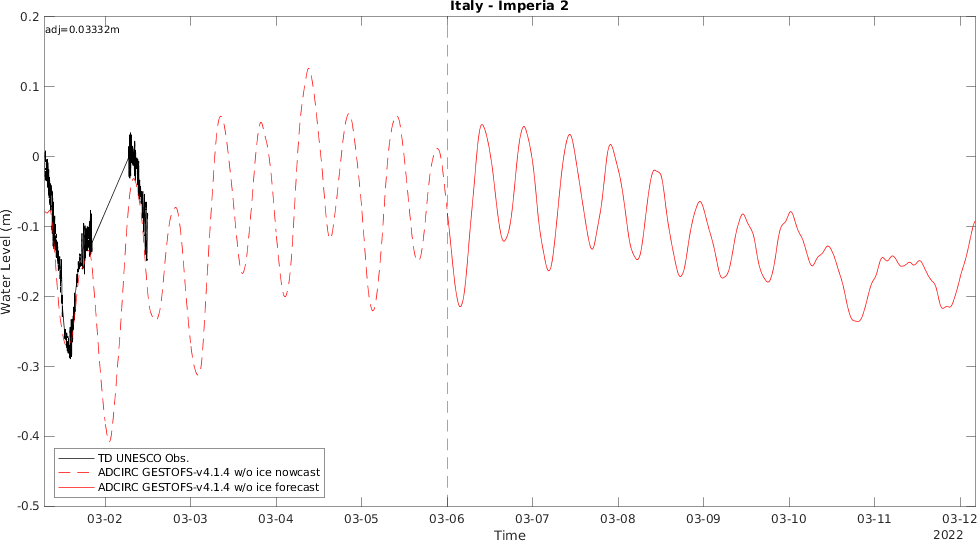 Italy - Imperia 2
adj=0.03332m
0.2
0.1
0
-0.1
-0.2
-0.3
-0.4
-0.5
Water Level (m)
TD UNESCO Obs.
ADCIRC GESTOFS-v4.1.4 w/o ice nowcast
ADCIRC GESTOFS-v4.1.4 w/o ice forecast
03-02 03-03 03-04 03-05 03-06 03-07 03-08 03-09 03-10 03-11 03-12
Time 2022